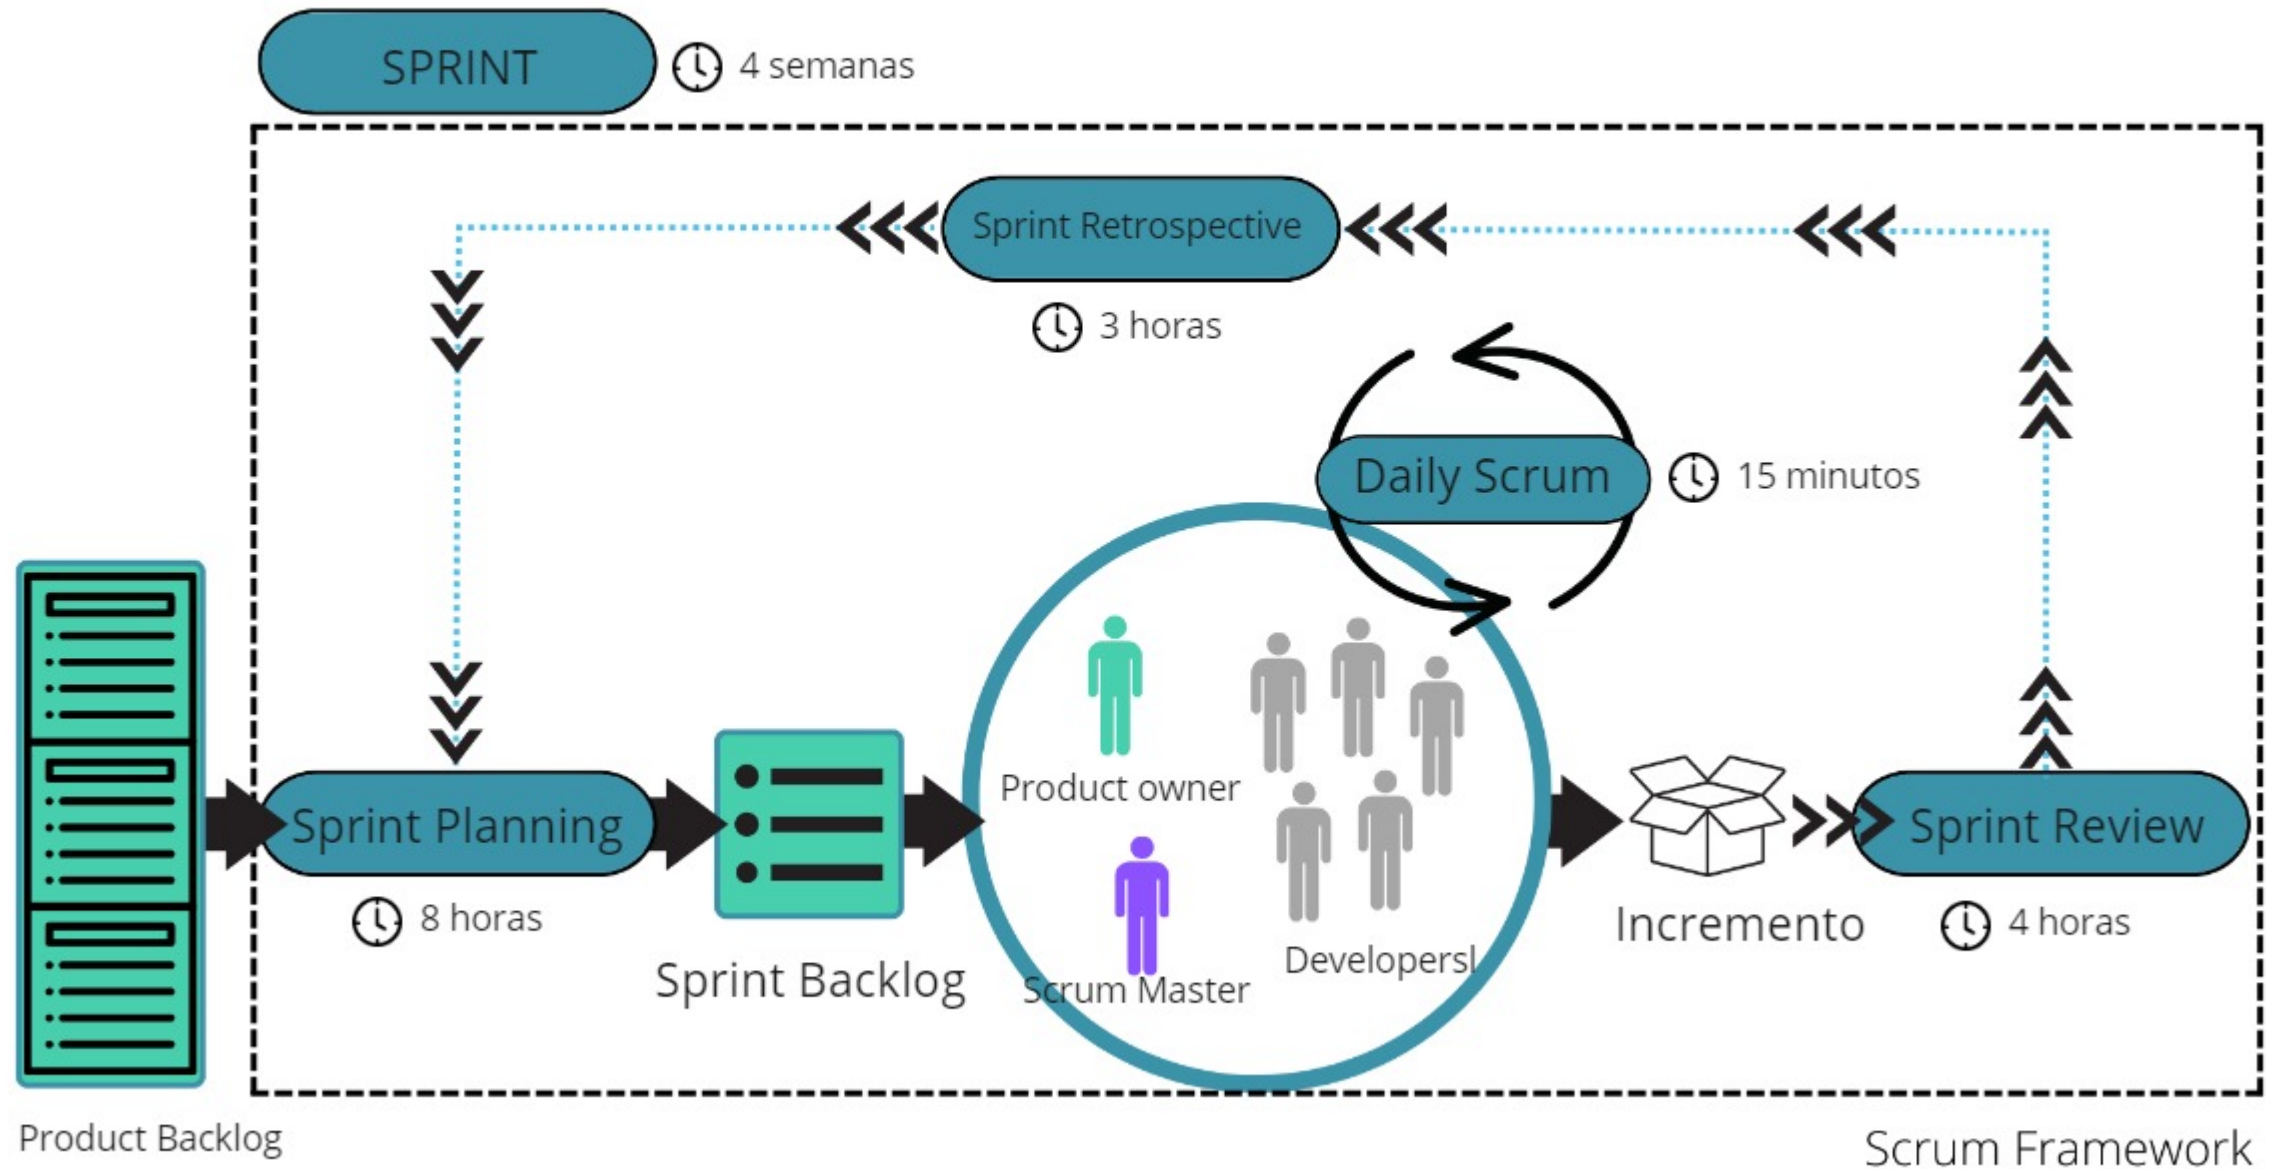 SPRINT
4 semanas
Sprint Retrospective
3 horas
Daily Scrum
15 minutos
Product owner
Sprint Planning
Sprint Review
8 horas
Sprint Backlog
Scrum Master
Developersl
Incremento
4 horas
Product Backlog
Scrum Framework